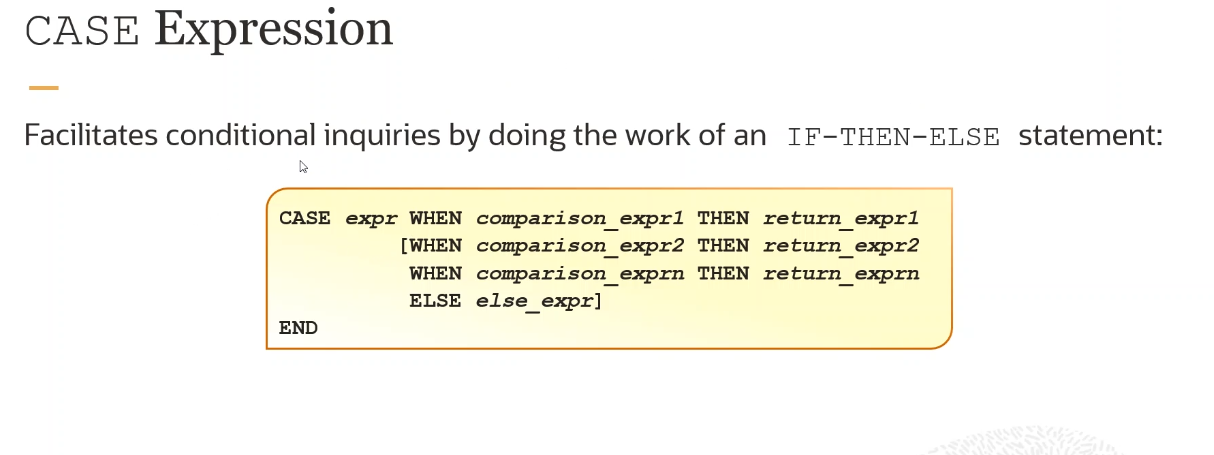 CASE Expression
Facilitates conditional inquiries by doing the work of an IF-THEN-ELSE statement:
CASE expr WHEN comparison_expr1 THEN return_expr1
[WHEN comparison_expr2 THEN return_expr2
WHEN comparison_exprn THEN return_exprn
ELSE else_expr]
END